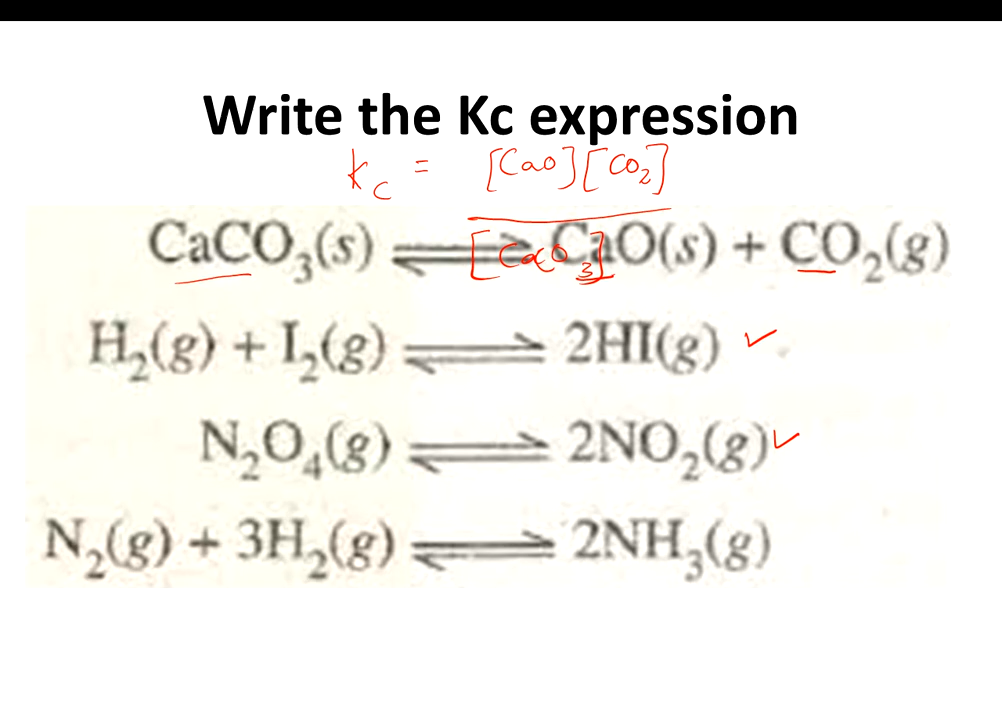 Write the Kc expression
Kc = [CaO][CO₂]
CaCO₃(s) ⇌ CaO(s) + CO₂(g)
[CaCO₃]
H₂(g) + I₂(g) ⇌ 2HI(g) ✓
N₂O₄(g) ⇌ 2NO₂(g) ✓
N₂(g) + 3H₂(g) ⇌ 2NH₃(g)